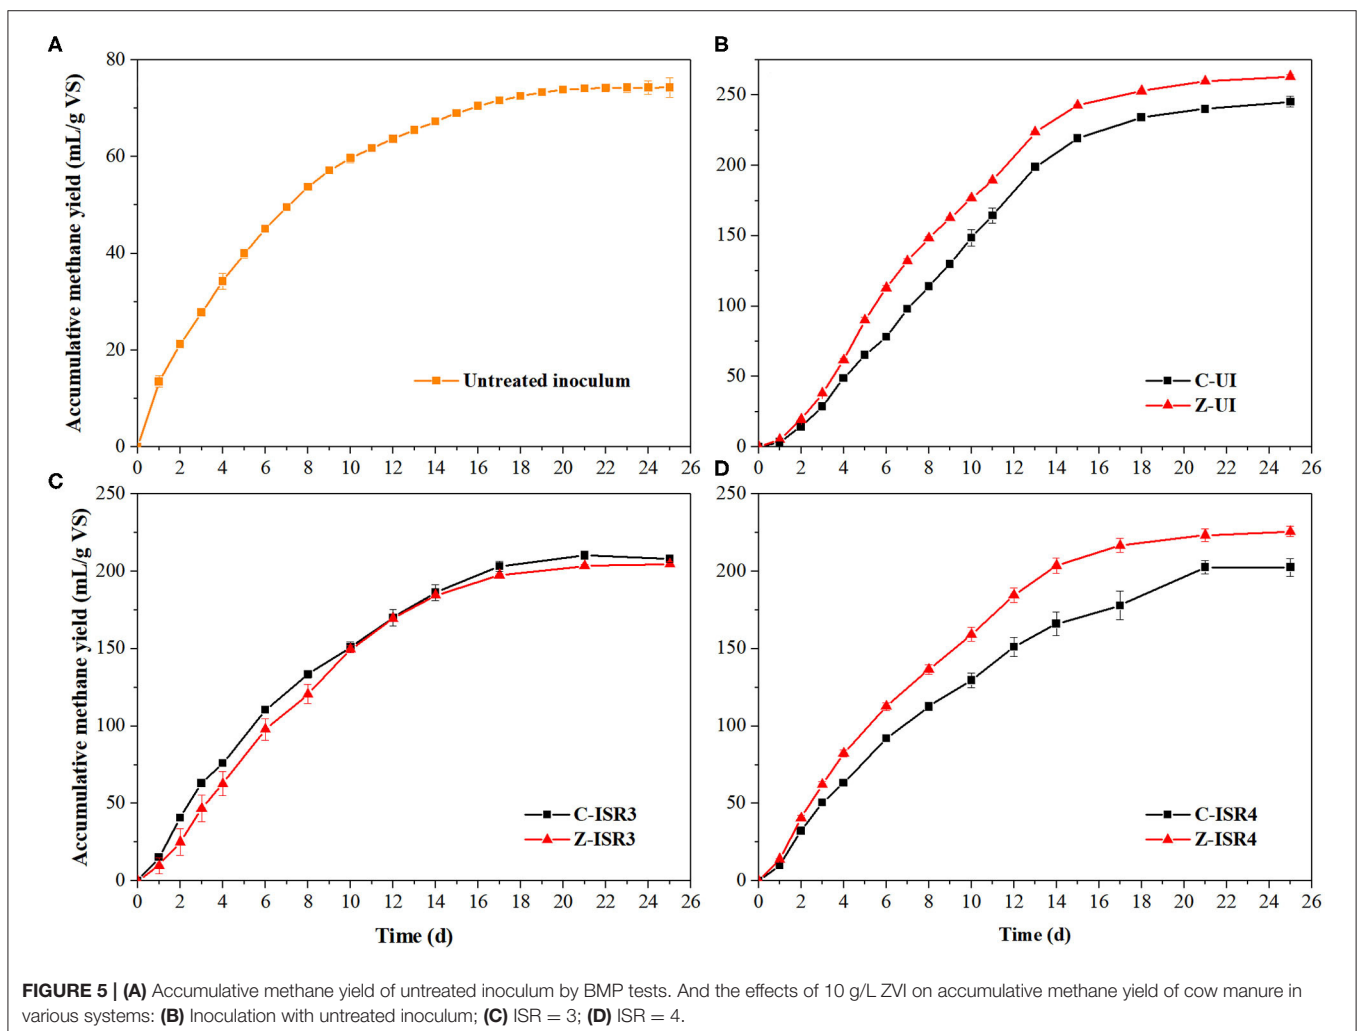 A
Accumulative methane yield (mL/g VS)
80
60
40
20
0
Untreated inoculum
0 2 4 6 8 10 12 14 16 18 20 22 24 26
B
250
200
150
100
50
0
C-UI
Z-UI
0 2 4 6 8 10 12 14 16 18 20 22 24 26
C
Accumulative methane yield (mL/g VS)
250
200
150
100
50
0
C-ISR3
Z-ISR3
0 2 4 6 8 10 12 14 16 18 20 22 24 26
Time (d)
D
250
200
150
100
50
0
C-ISR4
Z-ISR4
0 2 4 6 8 10 12 14 16 18 20 22 24 26
Time (d)
FIGURE 5 | (A) Accumulative methane yield of untreated inoculum by BMP tests. And the effects of 10 g/L ZVI on accumulative methane yield of cow manure in
various systems: (B) Inoculation with untreated inoculum; (C) ISR = 3; (D) ISR = 4.